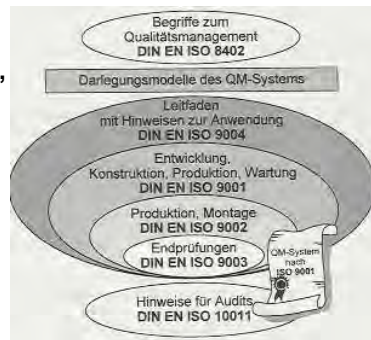 Begriffe zum
Qualitätsmanagement
DIN EN ISO 8402
,
Darlegungsmodelle des QM-Systems
Leitfaden
mit Hinweisen zur Anwendung
DIN EN ISO 9004
Entwicklung,
Konstruktion, Produktion, Wartung
DIN EN ISO 9001
Produktion, Montage
DIN EN ISO 9002
Endprüfungen
DIN EN ISO 9003
QM-System
nach
ISO 9001
Hinweise für Audits
DIN EN ISO 10011